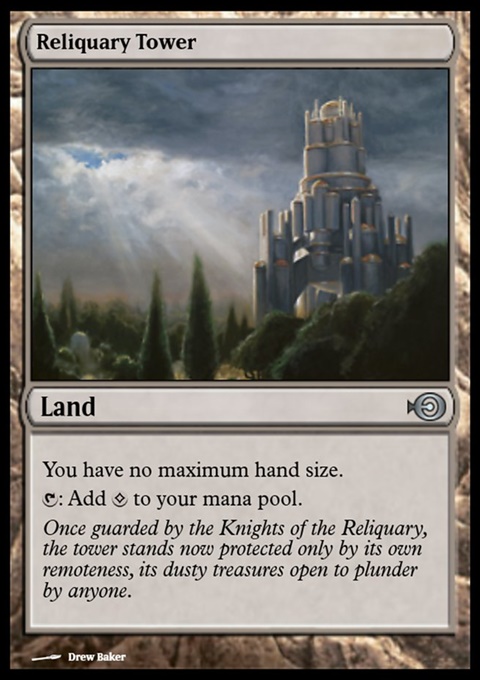 Reliquary Tower
Land
You have no maximum hand size.
: Add to your mana pool.
Once guarded by the Knights of the Reliquary,
the tower stands now protected only by its own
remoteness, its dusty treasures open to plunder
by anyone.
Drew Baker